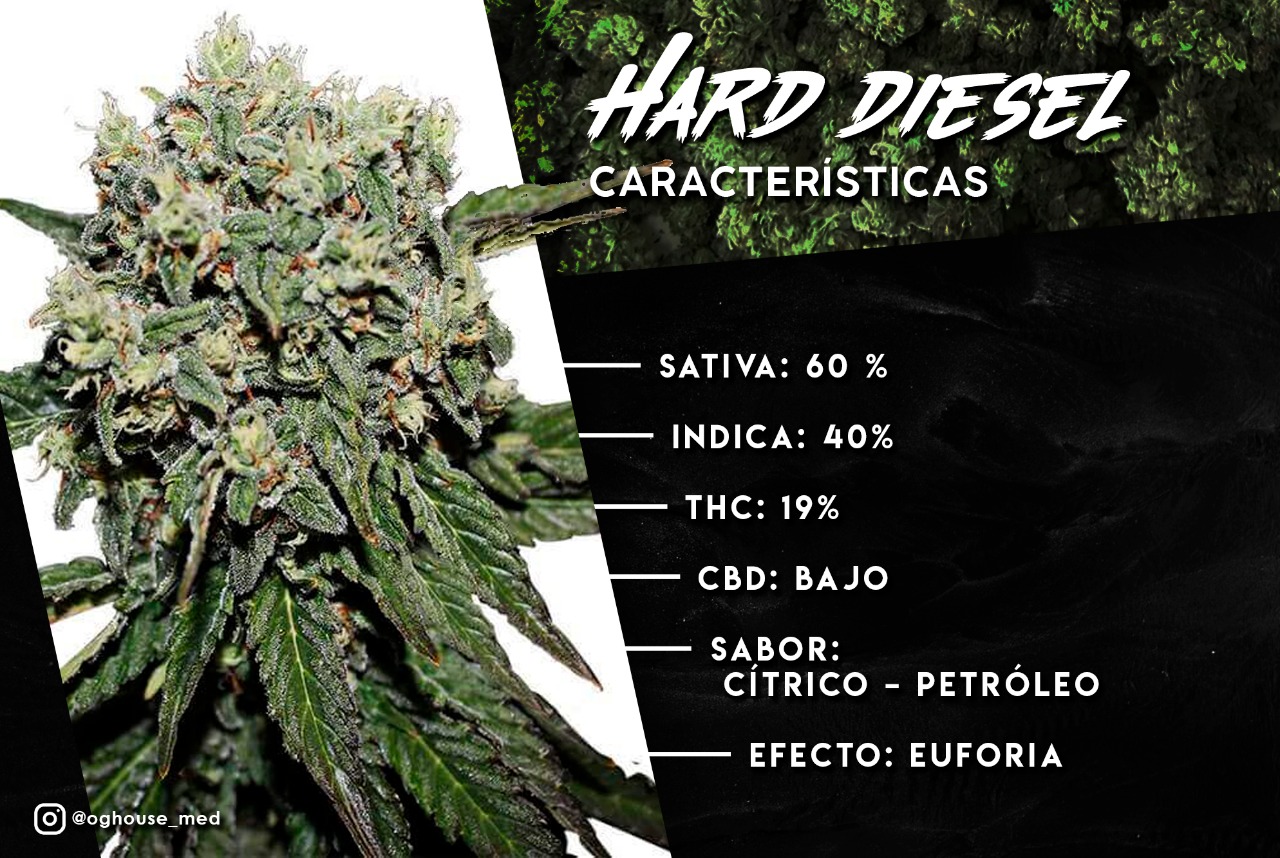 HARD DIESEL
CARACTERÍSTICAS
SATIVA: 60 %
INDICA: 40%
THC: 19%
CBD: BAJO
SABOR:
CÍTRICO - PETRÓLEO
EFECTO: EUFORIA
@oghouse_med